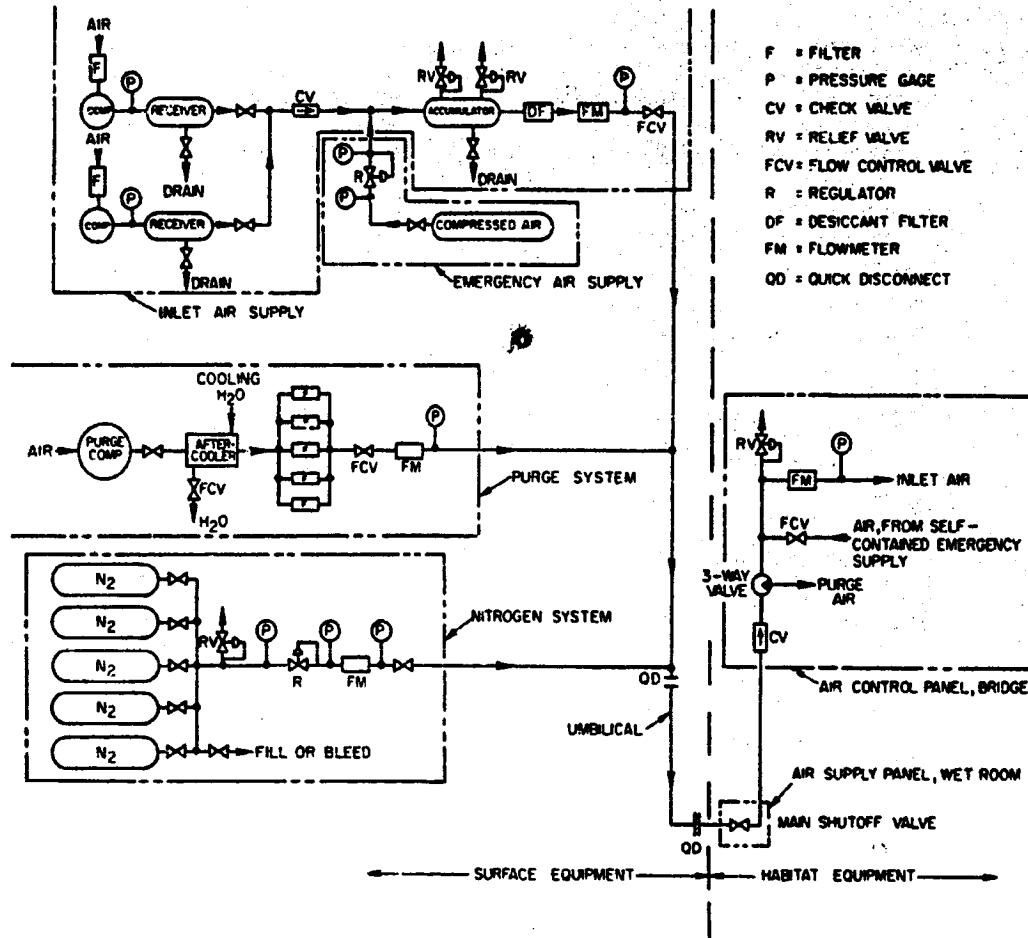 AIR
F
P
COMP
RECEIVER
DRAIN
AIR
F
P
COMP
RECEIVER
DRAIN
INLET AIR SUPPLY
CV
RV
RV
ACCUMULATOR
DRAIN
DF
FM
P
FCV
P
R
P
COMPRESSED AIR
EMERGENCY AIR SUPPLY
F = FILTER
P = PRESSURE GAGE
CV = CHECK VALVE
RV = RELIEF VALVE
FCV = FLOW CONTROL VALVE
R = REGULATOR
DF = DESICCANT FILTER
FM = FLOWMETER
QD = QUICK DISCONNECT
COOLING
H2O
AIR
PURGE
COMP
AFTER-
COOLER
FCV
H2O
F
F
F
F
F
FCV
FM
P
PURGE SYSTEM
N2
N2
N2
N2
N2
RV
P
R
P
FM
P
NITROGEN SYSTEM
FILL OR BLEED
QD
UMBILICAL
QD
RV
P
FM
INLET AIR
FCV
AIR, FROM SELF-
CONTAINED EMERGENCY
SUPPLY
3-WAY
VALVE
PURGE
AIR
CV
AIR CONTROL PANEL, BRIDGE
AIR SUPPLY PANEL, WET ROOM
MAIN SHUTOFF VALVE
SURFACE EQUIPMENT
HABITAT EQUIPMENT